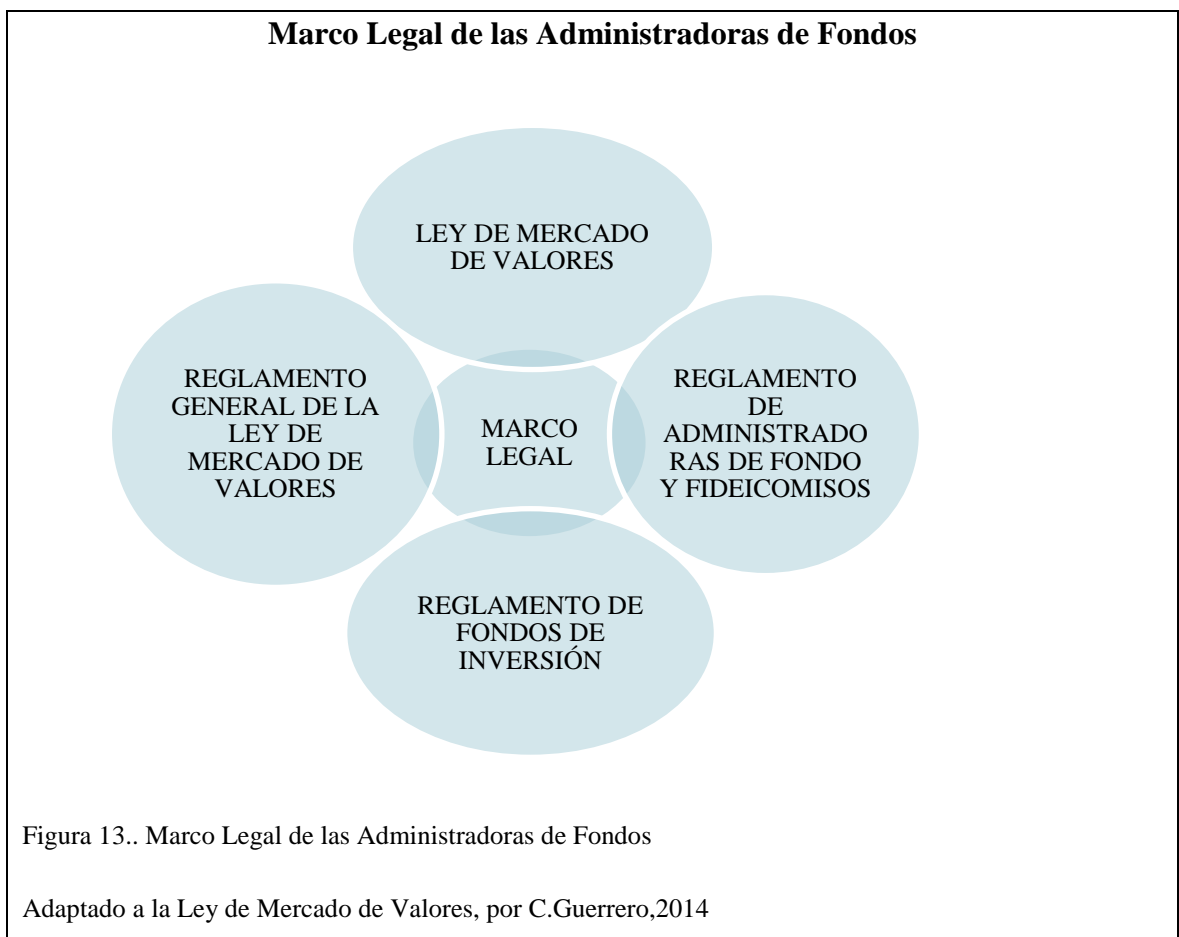 Marco Legal de las Administradoras de Fondos
LEY DE MERCADO
DE VALORES
REGLAMENTO
GENERAL DE LA
LEY DE
MERCADO DE
VALORES
MARCO
LEGAL
REGLAMENTO
DE
ADMINISTRADO
RAS DE FONDO
Y FIDEICOMISOS
REGLAMENTO DE
FONDOS DE
INVERSIÓN
Figura 13.. Marco Legal de las Administradoras de Fondos
Adaptado a la Ley de Mercado de Valores, por C.Guerrero,2014